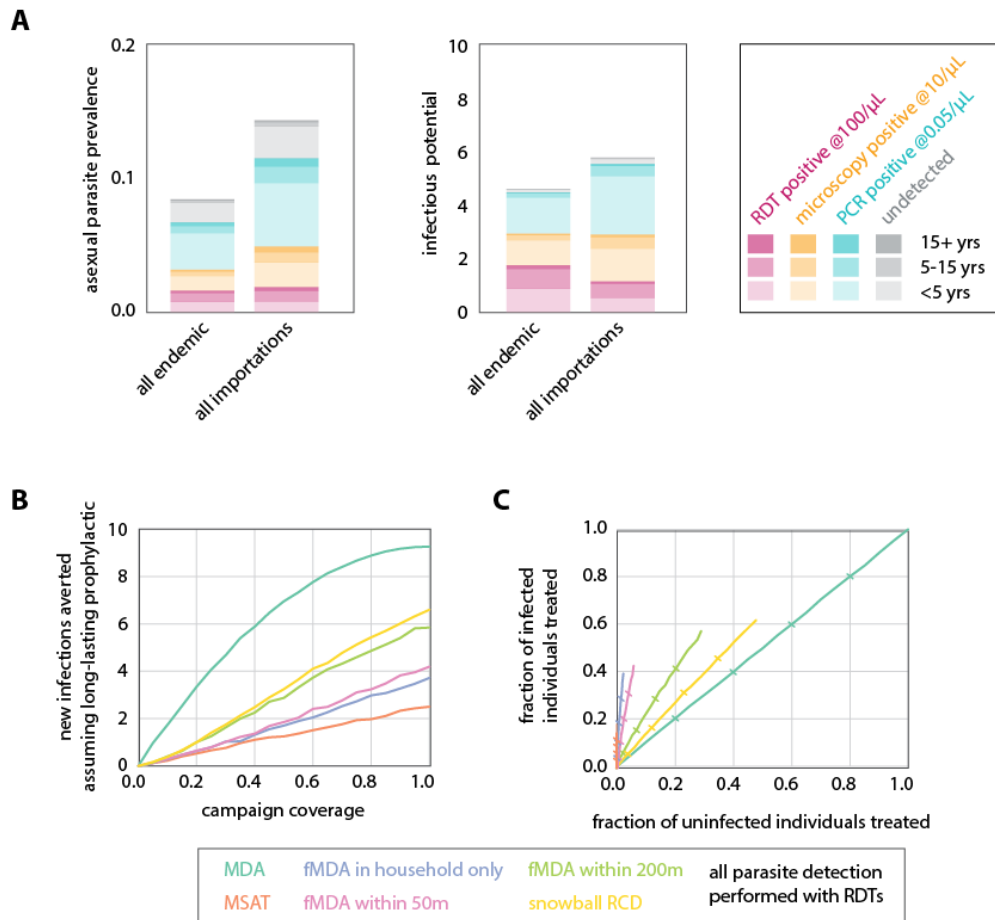 A
asexual parasite prevalence
0.2
0.1
0.0
all endemic
all importations
infectious potential
10
8
6
4
2
0
all endemic
all importations
RDT positive @100/µL
microscopy positive @10/µL
PCR positive @0.05/µL
undetected
15+ yrs
5-15 yrs
<5 yrs
B
new infections averted
assuming long-lasting prophylactic
10
8
6
4
2
0
0.0
0.2
0.4
0.6
0.8
1.0
campaign coverage
C
fraction of infected
individuals treated
1.0
0.8
0.6
0.4
0.2
0.0
0.0
0.2
0.4
0.6
0.8
1.0
fraction of uninfected individuals treated
MDA
fMDA in household only
fMDA within 200m
all parasite detection
MSAT
fMDA within 50m
snowball RCD
performed with RDTs